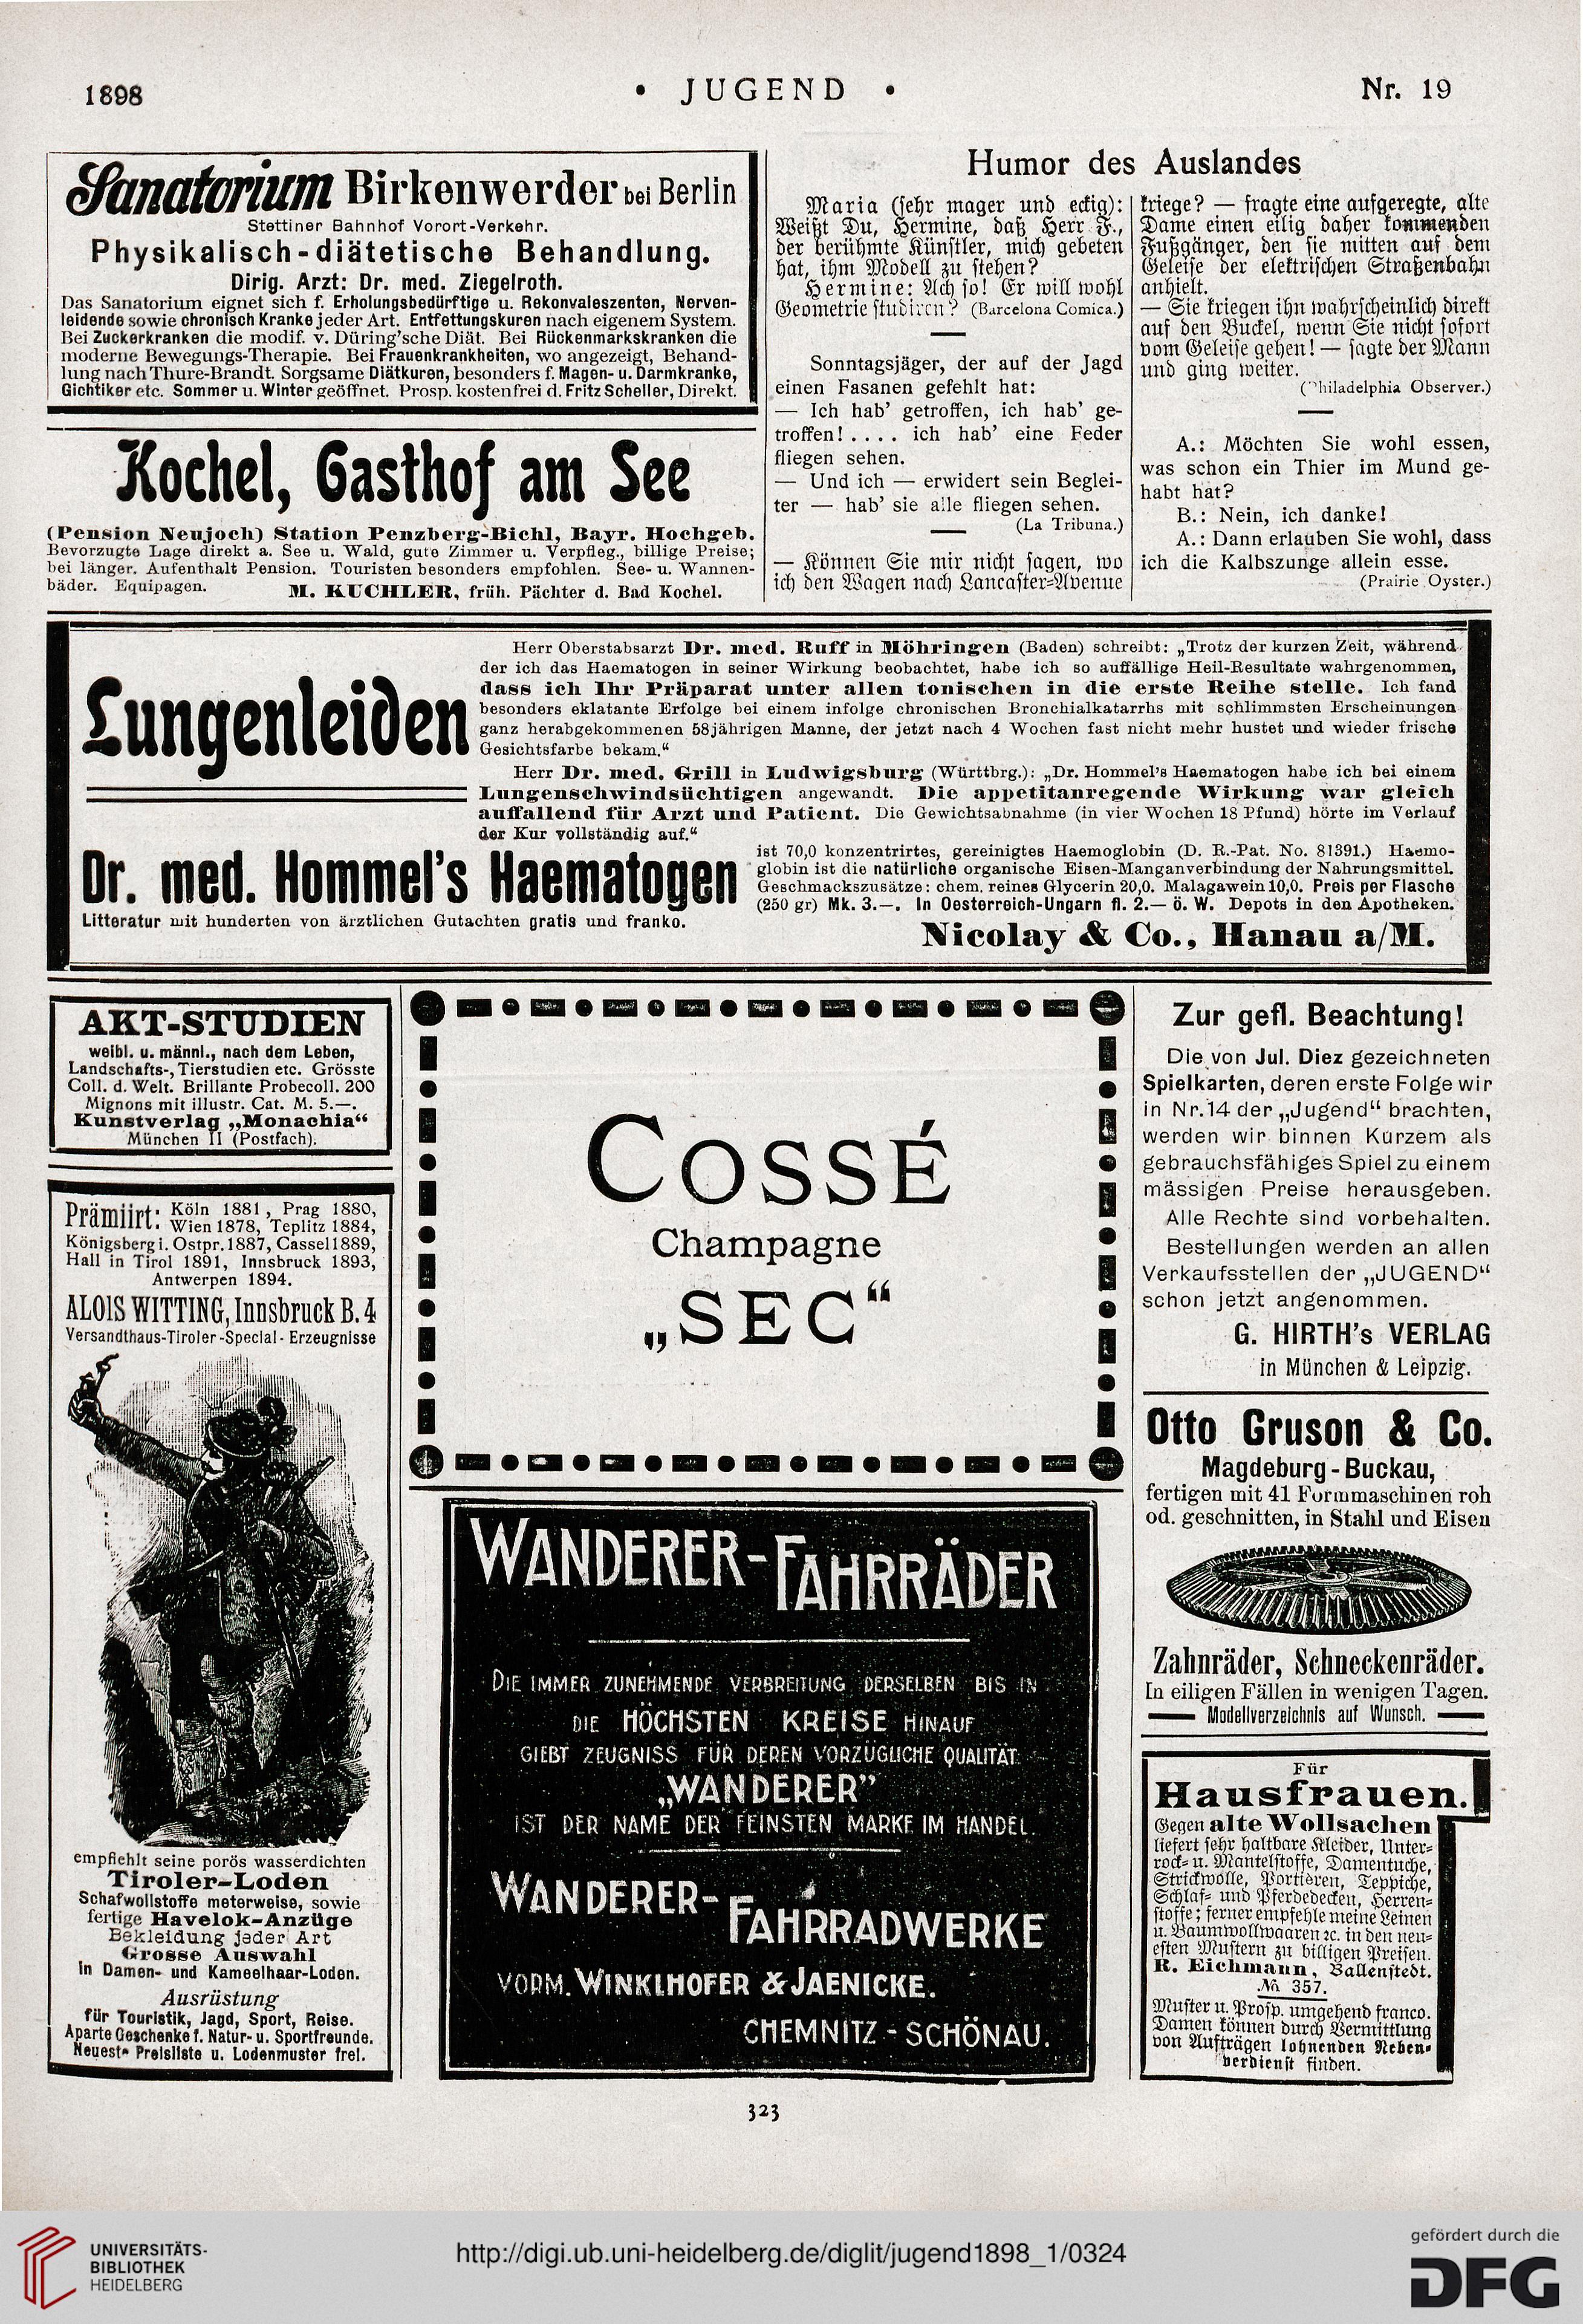 1898
• JUGEND •
Nr. 19
Sanatorium Birkenwerder bei Berlin
Stettiner Bahnhof Vorort-Verkehr.
Physikalisch-diätetische Behandlung.
Dirig. Arzt: Dr. med. Ziegelroth.
Das Sanatorium eignet sich f. Erholungsbedürftige u. Rekonvaleszenten, Nerven-
leidende sowie chronisch Kranke jeder Art. Entfettungskuren nach eigenem System.
Bei Zuckerkranken die modif. v. Düring'sche Diät. Bei Rückenmarkskranken die
moderne Bewegungs-Therapie. Bei Frauenkrankheiten, wo angezeigt, Behand-
lung nach Thure-Brandt. Sorgsame Diätkuren, besonders f. Magen- u. Darmkranke,
Gichtiker etc. Sommer u. Winter geöffnet. Prosp. kostenfrei d. Fritz Scheller, Direkt.
Kochel, Gasthof am See
(Pension Neujoch) Station Penzberg-Bichl, Bayr. Hochgeb.
Bevorzugte Lage direkt a. See u. Wald, gute Zimmer u. Verpfleg., billige Preise;
bei länger. Aufenthalt Pension. Touristen besonders empfohlen. See- u. Wannen-
bäder. Equipagen. M. KUCHLER, früh. Pächter d. Bad Kochel.
Humor des Auslandes
Maria (sehr mager und eckig):
Weißt Du, Hermine, daß Herr F.,
der berühmte Künstler, mich gebeten
hat, ihm Modell zu stehen?
Hermine: Ach so! Er will wohl
Geometrie studiren? (Barcelona Comica.)
Sonntagsjäger, der auf der Jagd
einen Fasanen gefehlt hat:
— Ich hab' getroffen, ich hab' ge-
troffen! .... ich hab' eine Feder
fliegen sehen.
— Und ich — erwidert sein Beglei-
ter — hab' sie alle fliegen sehen.
(La Tribuna.)
— Können Sie mir nicht sagen, wo
ich den Wagen nach Lancaster-Avenue
kriege? — fragte eine aufgeregte, alte
Dame einen eilig daher kommenden
Fußgänger, den sie mitten auf dem
Geleise der elektrischen Straßenbahn
anhielt.
— Sie kriegen ihn wahrscheinlich direkt
auf den Buckel, wenn Sie nicht sofort
vom Geleise gehen! — sagte der Mann
und ging weiter.
(Philadelphia Observer.)
A.: Möchten Sie wohl essen,
was schon ein Thier im Mund ge-
habt hat?
B.: Nein, ich danke!
A.: Dann erlauben Sie wohl, dass
ich die Kalbszunge allein esse.
(Prairie Oyster.)
Lungenleiden
Herr Oberstabsarzt Dr. med. Ruff in Möhringen (Baden) schreibt: „Trotz der kurzen Zeit, während
der ich das Haematogen in seiner Wirkung beobachtet, habe ich so auffällige Heil-Resultate wahrgenommen,
dass ich Ihr Präparat unter allen tonischen in die erste Reihe stelle. Ich fand
besonders eklatante Erfolge bei einem infolge chronischen Bronchialkatarrhs mit schlimmsten Erscheinungen
ganz herabgekommenen 58jährigen Manne, der jetzt nach 4 Wochen fast nicht mehr hustet und wieder frische
Gesichtsfarbe bekam.“
Herr Dr. med. Grill in Ludwigsburg (Württbrg.): „Dr. Hommel's Haematogen habe ich bei einem
Lungenschwindsüchtigen angewandt. Die appetitanregende Wirkung war gleich
auffallend für Arzt und Patient. Die Gewichtsabnahme (in vier Wochen 18 Pfund) hörte im Verlauf
der Kur vollständig auf.“
Dr. med. Hommel's Haematogen
ist 70,0 konzentrirtes, gereinigtes Haemoglobin (D. R.-Pat. No. 81391.) Haemo-
globin ist die natürliche organische Eisen-Manganverbindung der Nahrungsmittel.
Geschmackszusätze: chem. reines Glycerin 20,0. Malagawein 10,0. Preis per Flasche
(250 gr) Mk. 3.—. In Oesterreich-Ungarn fl. 2.— ö. W. Depots in den Apotheken.
Litteratur mit hunderten von ärztlichen Gutachten gratis und franko.
Nicolay & Co., Hanau a/M.
AKT-STUDIEN
weibl. u. männl., nach dem Leben,
Landschafts-, Tierstudien etc. Grösste
Coll. d. Welt. Brillante Probecoll. 200
Mignons mit illustr. Cat. M. 5.—.
Kunstverlag „Monachia“
München II (Postfach).
Prämiirt: Köln 1881, Prag 1880,
Wien 1878, Teplitz 1884,
Königsberg i. Ostpr. 1887, Cassel 1889,
Hall in Tirol 1891, Innsbruck 1893,
Antwerpen 1894.
ALOIS WITTING, Innsbruck B. 4
Versandthaus-Tiroler-Special-Erzeugnisse
empfiehlt seine porös wasserdichten
Tiroler-Loden
Schafwollstoffe meterweise, sowie
fertige Havelok-Anzüge
Bekleidung jeder Art
Grosse Auswahl
in Damen- und Kameelhaar-Loden.
Ausrüstung
für Touristik, Jagd, Sport, Reise.
Aparte Geschenke f. Natur- u. Sportfreunde.
Neueste Preisliste u. Lodenmuster frei.
COSSÉ
Champagne
„SEC“
WANDERER-FAHRRÄDER
DIE IMMER ZUNEHMENDE VERBREITUNG DERSELBEN BIS IN
DIE HÖCHSTEN KREISE HINAUF
GIEBT ZEUGNISS FÜR DEREN VORZÜGLICHE QUALITÄT
„WANDERER”
IST DER NAME DER FEINSTEN MARKE IM HANDEL.
WANDERER-FAHRRADWERKE
VORM. WINKLHOFER & JAENICKE.
CHEMNITZ - SCHÖNAU.
Zur gefl. Beachtung!
Die von Jul. Diez gezeichneten
Spielkarten, deren erste Folge wir
in Nr. 14 der „Jugend“ brachten,
werden wir binnen Kurzem als
gebrauchsfähiges Spiel zu einem
mässigen Preise herausgeben.
Alle Rechte sind vorbehalten.
Bestellungen werden an allen
Verkaufsstellen der „JUGEND“
schon jetzt angenommen.
G. HIRTH's VERLAG
in München & Leipzig.
Otto Gruson & Co.
Magdeburg-Buckau,
fertigen mit 41 Formmaschinen roh
od. geschnitten, in Stahl und Eisen
Zahnräder, Schneckenräder.
In eiligen Fällen in wenigen Tagen.
Modellverzeichnis auf Wunsch.
Für
Hausfrauen.
Gegen alte Wollsachen
liefert sehr haltbare Kleider, Unter-
rock- u. Mantelstoffe, Damentuche,
Strickwolle, Portièren, Teppiche,
Schlaf- und Pferdedecken, Herren-
stoffe; ferner empfehle meine Leinen
u. Baumwollwaaren ꝛc. in den neu-
esten Mustern zu billigen Preisen.
R. Eichmann, Ballenstedt.
№ 357.
Muster u. Prosp. umgehend franco.
Damen können durch Vermittlung
von Aufträgen lohnenden Neben-
verdienst finden.
323
UNIVERSITÄTS-
BIBLIOTHEK
HEIDELBERG
http://digi.ub.uni-heidelberg.de/diglit/jugend1898_1/0324
gefördert durch die
DFG